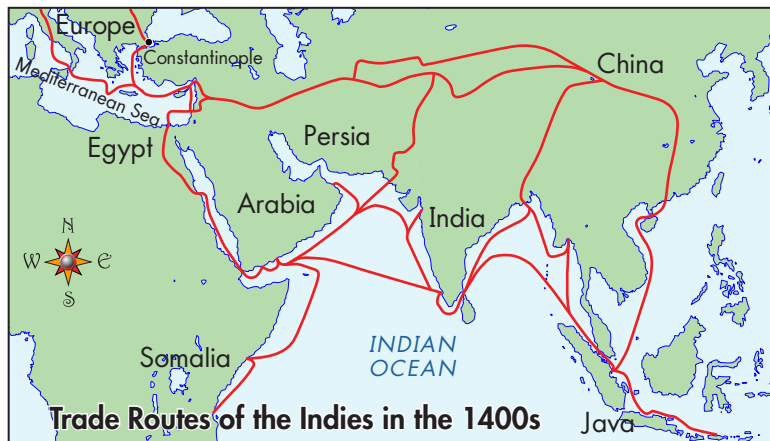 Europe
Constantinople
Mediterranean Sea
China
Egypt
Persia
Arabia
India
N
W
E
S
INDIAN
OCEAN
Somalia
Trade Routes of the Indies in the 1400s
Java